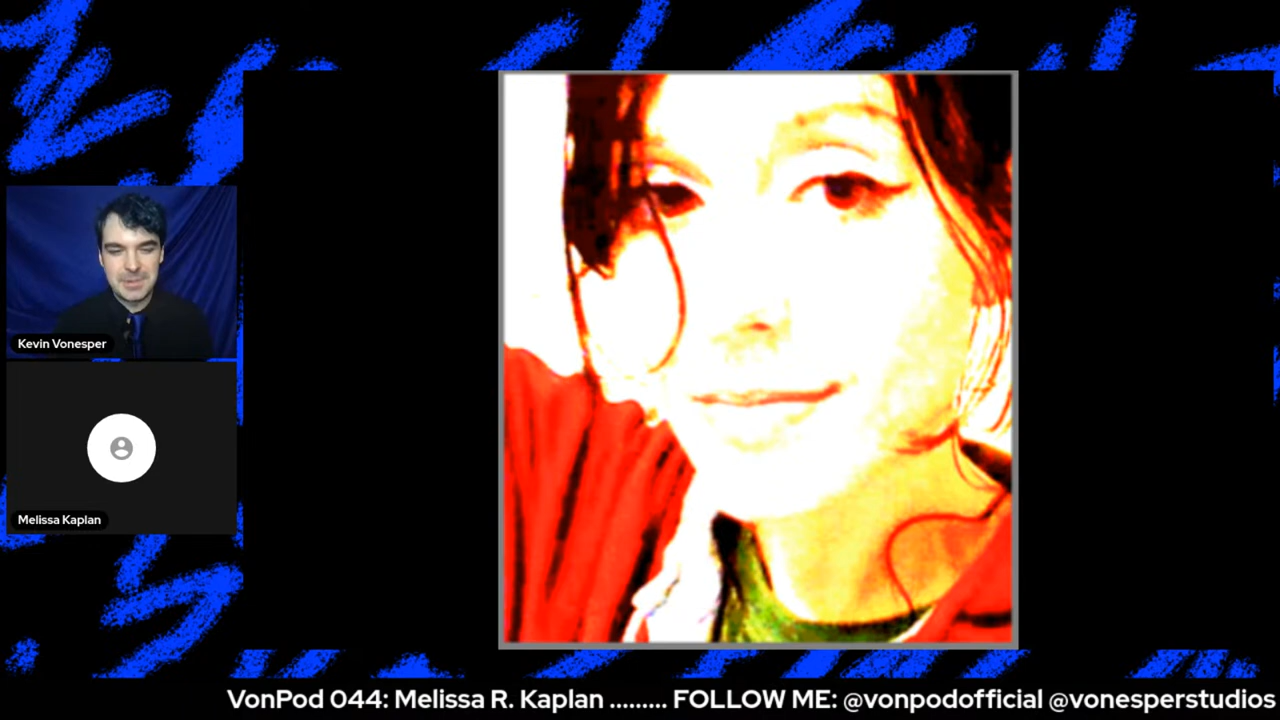 Kevin Vonesper
Melissa Kaplan
VonPod 044: Melissa R. Kaplan ......... FOLLOW ME: @vonpodofficial @vonesperstudios